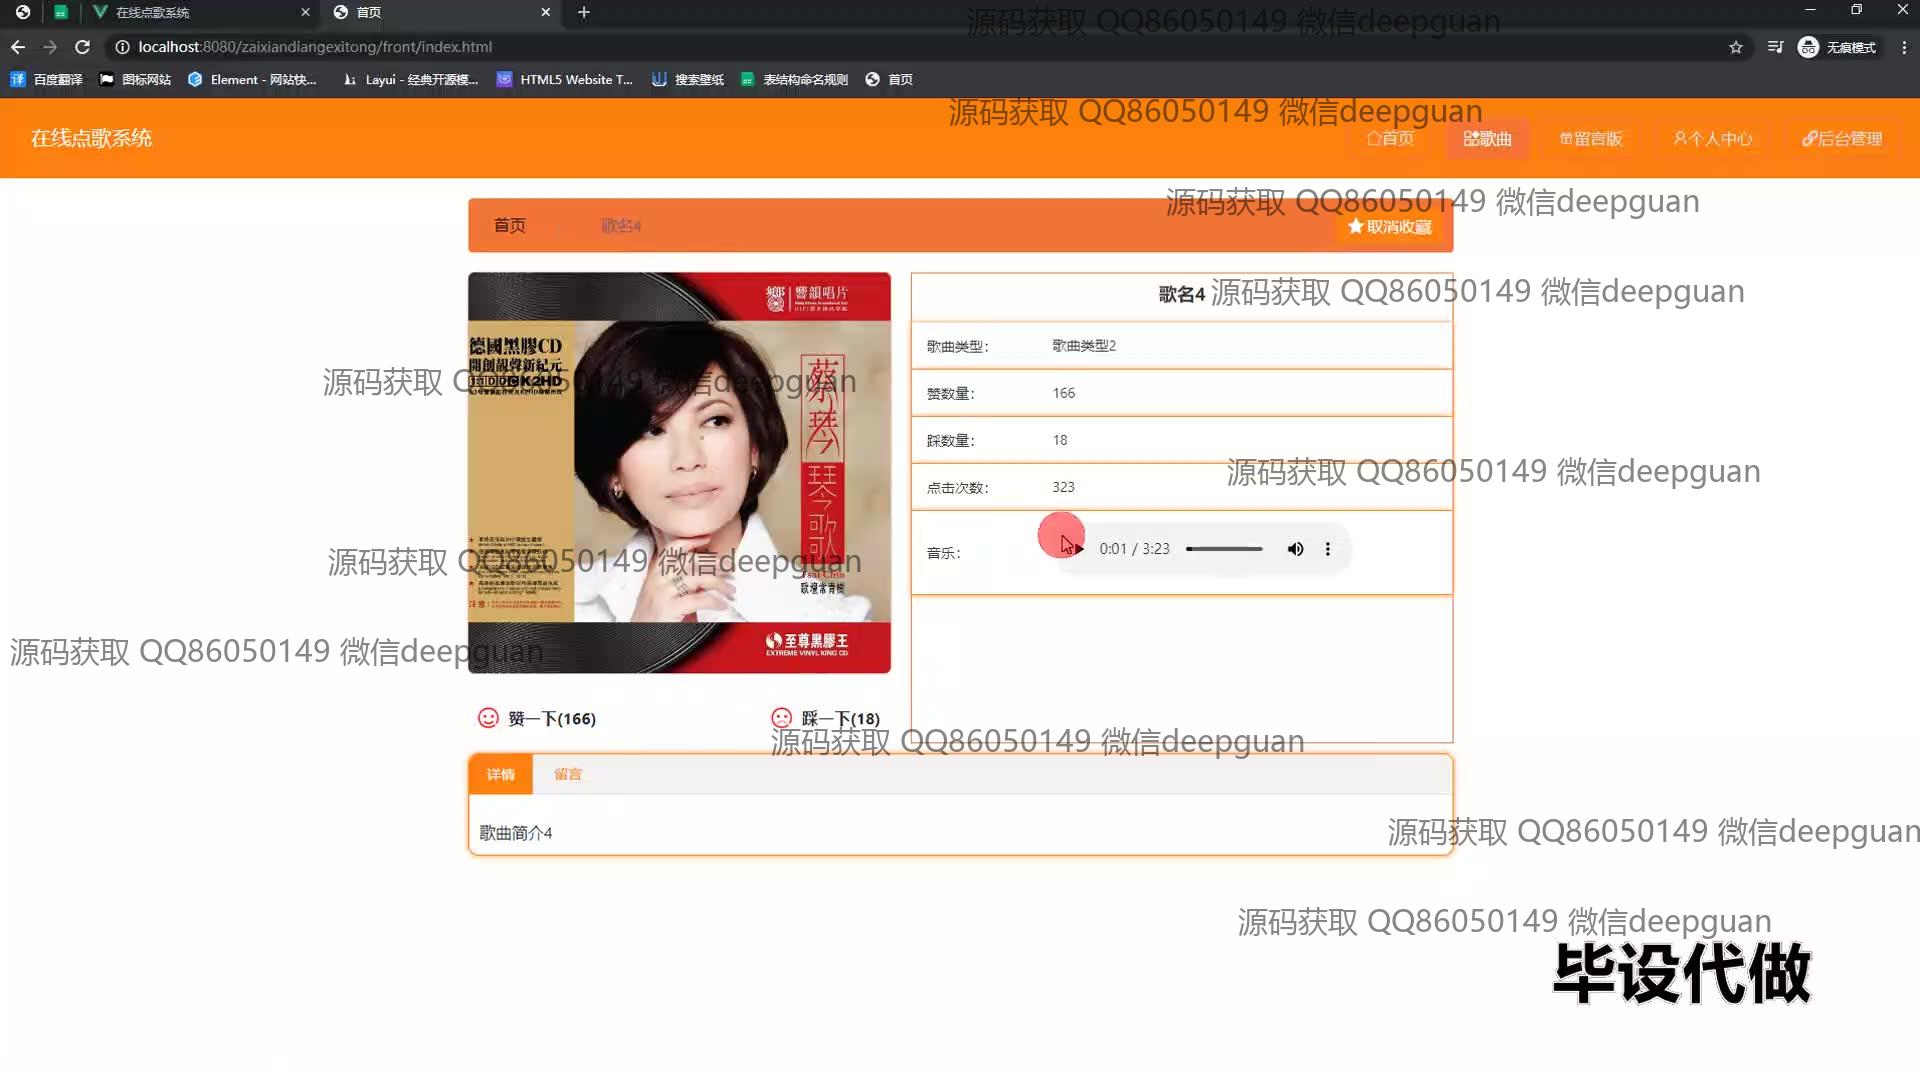 在线点歌系统
首页
源码获取 QQ86050149 微信deepguan
localhost:8080/zaixiandiangexitong/front/index.html
无痕模式
百度翻译
图标网站
Element - 网站快...
Layui - 经典开源模...
HTML5 Website T...
搜索壁纸
表结构命名规则
首页
源码获取 QQ86050149 微信deepguan
在线点歌系统
首页
歌曲
留言版
个人中心
后台管理
源码获取 QQ86050149 微信deepguan
首页
歌名4
取消收藏
歌名4
源码获取 QQ86050149 微信deepguan
響韻唱片
德國黑膠CD
開創靚聲新紀元
蔡琴
琴歌
Tsai Chin
歌壇常青樹
至尊黑膠王
EXTREME VINYL KING CD
歌曲类型：
歌曲类型2
源码获取 QQ86050149 微信deepguan
赞数量：
166
踩数量：
18
源码获取 QQ86050149 微信deepguan
点击次数：
323
音乐：
0:01 / 3:23
源码获取 QQ86050149 微信deepguan
源码获取 QQ86050149 微信deepguan
赞一下(166)
踩一下(18)
源码获取 QQ86050149 微信deepguan
详情
留言
歌曲简介4
源码获取 QQ86050149 微信deepguan
源码获取 QQ86050149 微信deepguan
毕设代做